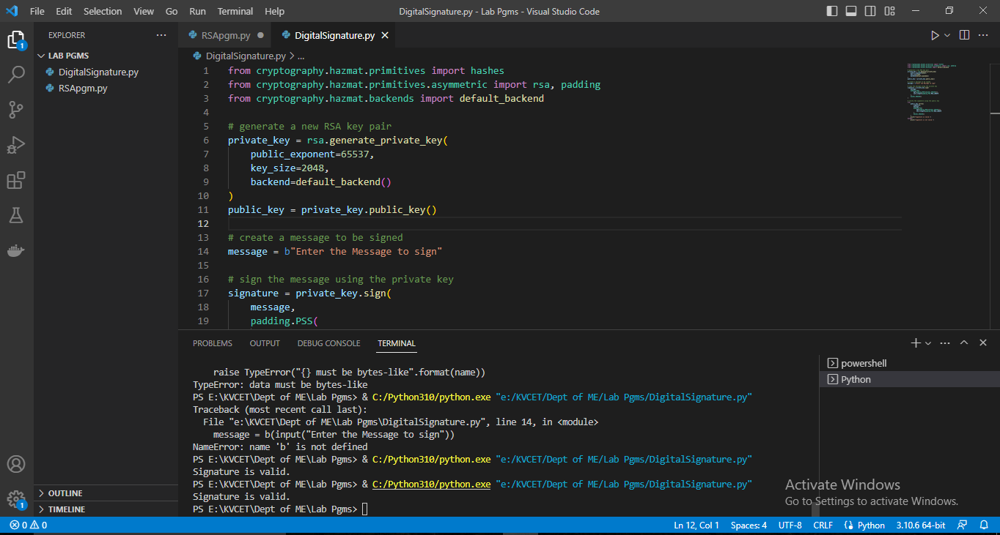 File Edit Selection View Go Run Terminal Help
DigitalSignature.py - Lab Pgms - Visual Studio Code
EXPLORER
LAB PGMS
DigitalSignature.py
RSApgm.py
OUTLINE
TIMELINE
RSApgm.py
DigitalSignature.py
DigitalSignature.py > ...
1 from cryptography.hazmat.primitives import hashes
2 from cryptography.hazmat.primitives.asymmetric import rsa, padding
3 from cryptography.hazmat.backends import default_backend
4
5 # generate a new RSA key pair
6 private_key = rsa.generate_private_key(
7 public_exponent=65537,
8 key_size=2048,
9 backend=default_backend()
10 )
11 public_key = private_key.public_key()
12
13 # create a message to be signed
14 message = b"Enter the Message to sign"
15
16 # sign the message using the private key
17 signature = private_key.sign(
18 message,
19 padding.PSS(
PROBLEMS OUTPUT DEBUG CONSOLE TERMINAL
raise TypeError("{} must be bytes-like".format(name))
TypeError: data must be bytes-like
PS E:\KVCET\Dept of ME\Lab Pgms> & C:/Python310/python.exe "e:/KVCET/Dept of ME/Lab Pgms/DigitalSignature.py"
Traceback (most recent call last):
File "e:\KVCET\Dept of ME\Lab Pgms\DigitalSignature.py", line 14, in <module>
message = b(input("Enter the Message to sign"))
NameError: name 'b' is not defined
PS E:\KVCET\Dept of ME\Lab Pgms> & C:/Python310/python.exe "e:/KVCET/Dept of ME/Lab Pgms/DigitalSignature.py"
Signature is valid.
PS E:\KVCET\Dept of ME\Lab Pgms> & C:/Python310/python.exe "e:/KVCET/Dept of ME/Lab Pgms/DigitalSignature.py"
Signature is valid.
PS E:\KVCET\Dept of ME\Lab Pgms>
powershell
Python
Activate Windows
Go to Settings to activate Windows.
1
1
0 0
Ln 12, Col 1 Spaces: 4 UTF-8 CRLF Python 3.10.6 64-bit